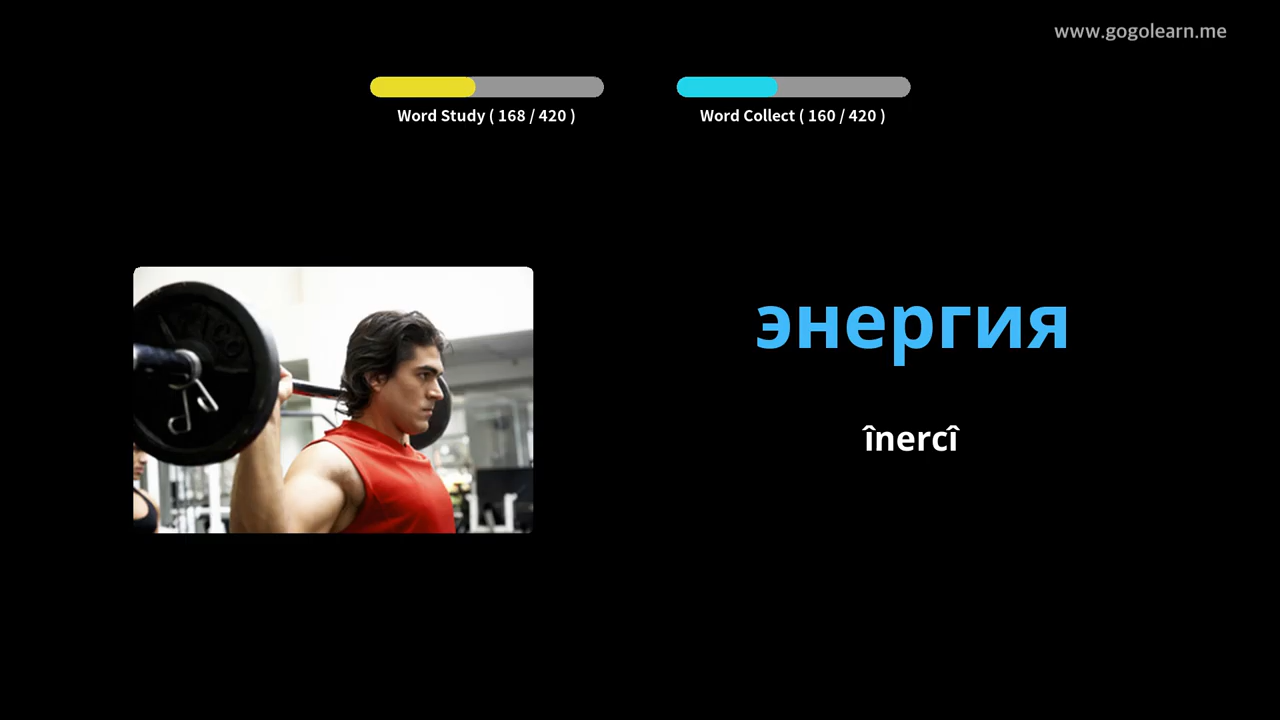 www.gogolearn.me
Word Study ( 168 / 420 )
Word Collect ( 160 / 420 )
энергия
înercî